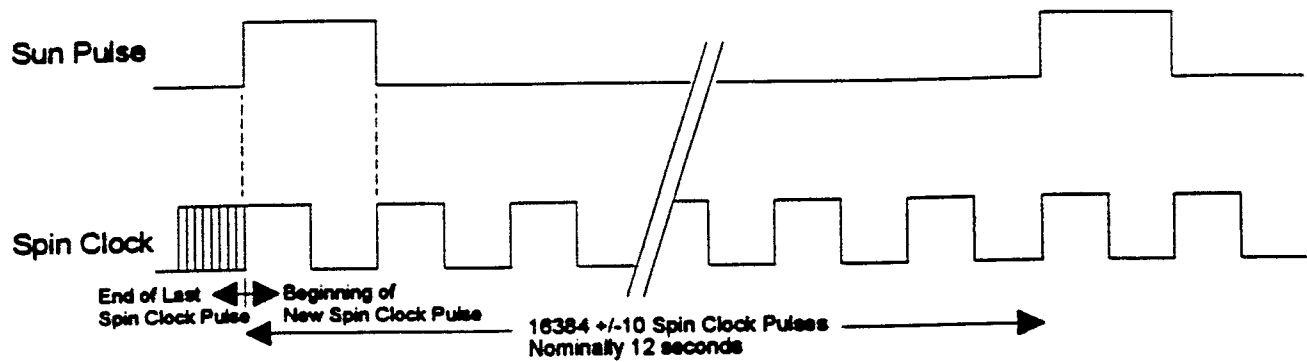 Sun Pulse
Spin Clock
End of Last
Spin Clock Pulse
Beginning of
New Spin Clock Pulse
16384 +/-10 Spin Clock Pulses
Nominally 12 seconds